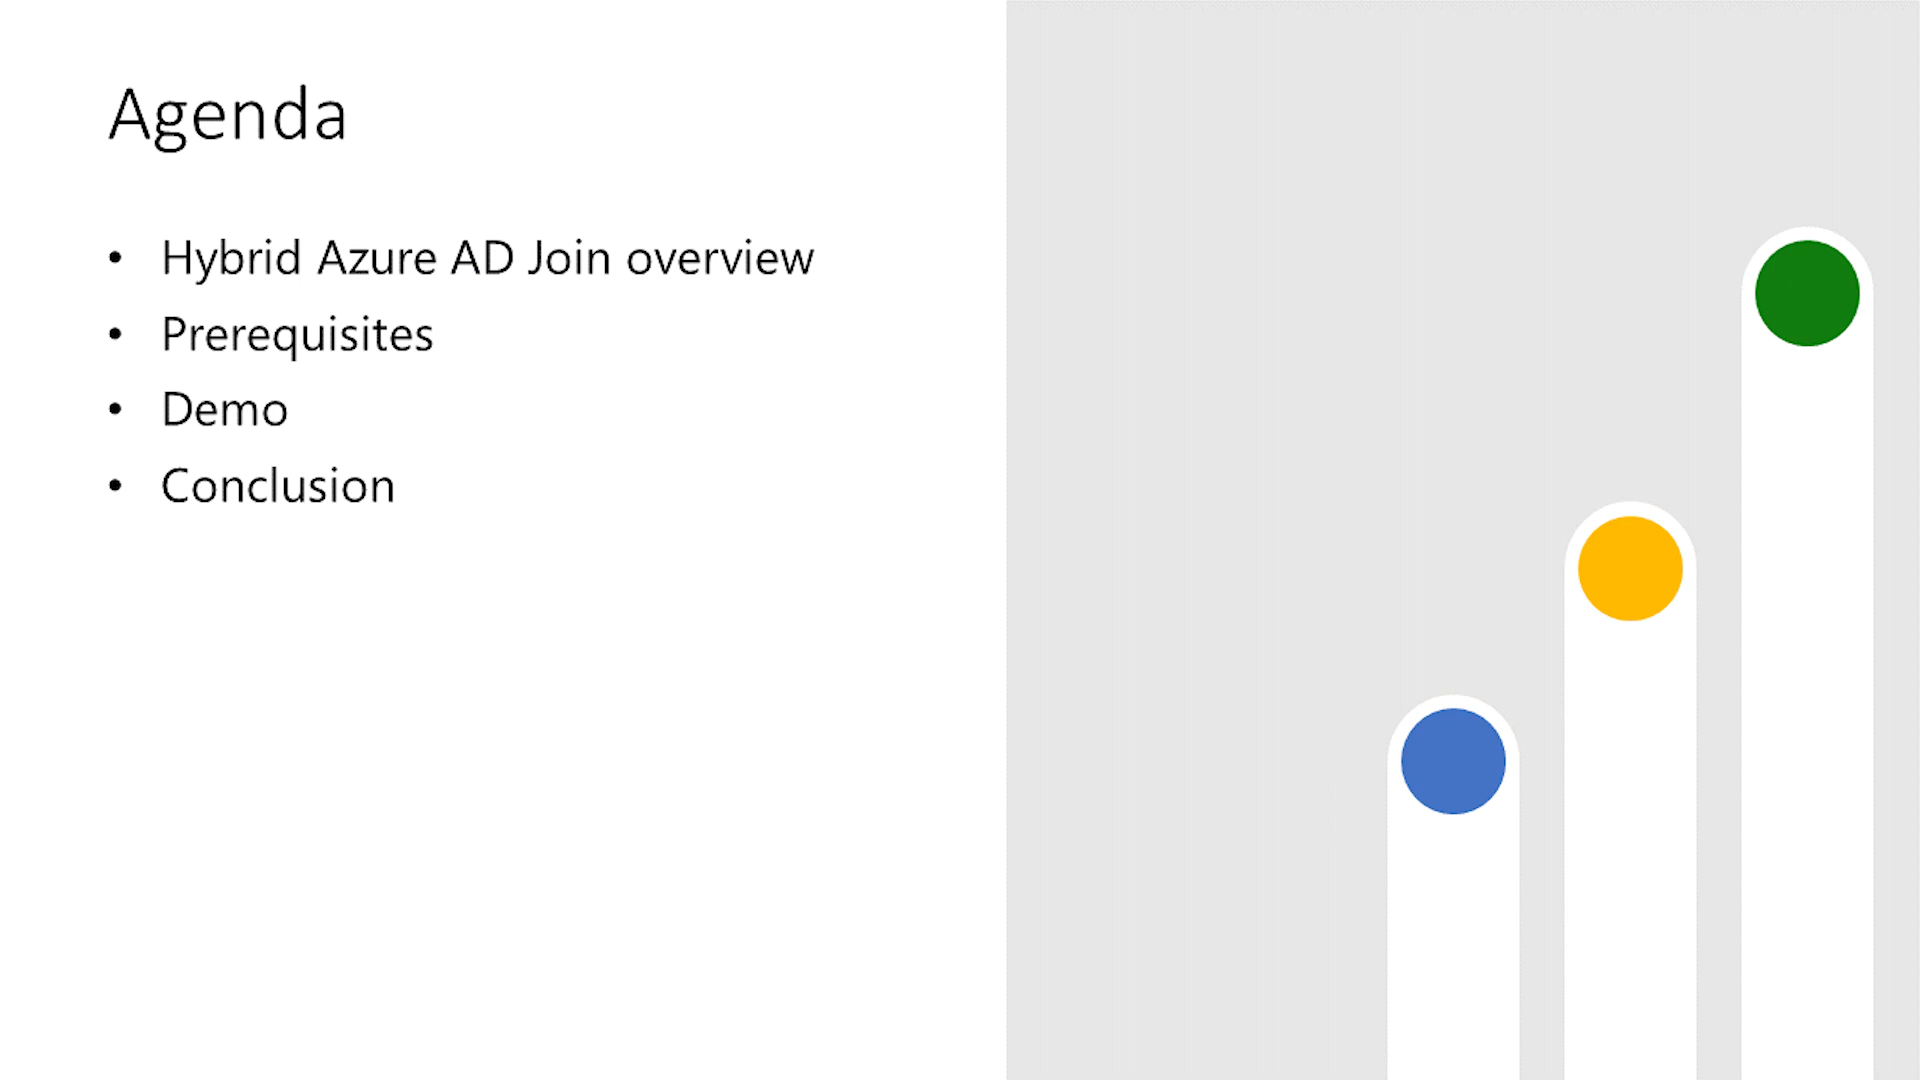 Agenda
• Hybrid Azure AD Join overview
• Prerequisites
• Demo
• Conclusion